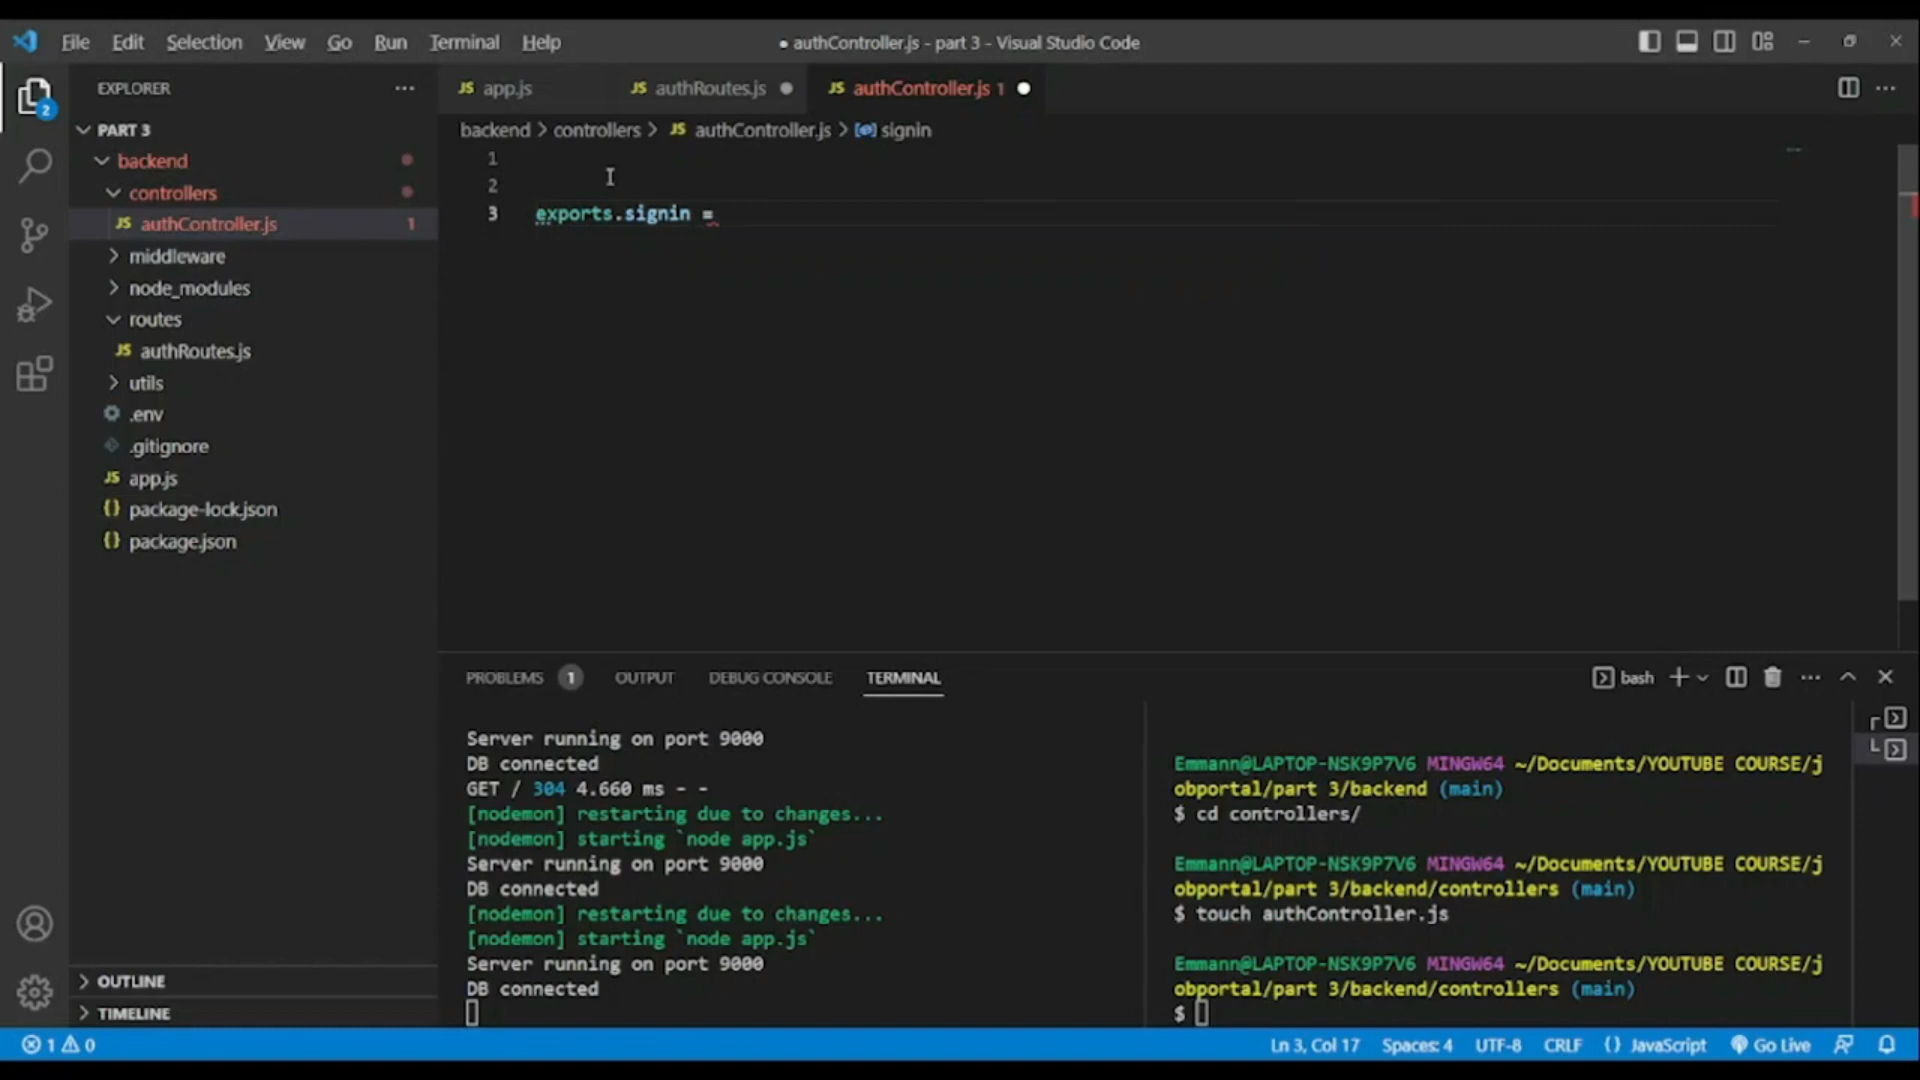 File Edit Selection View Go Run Terminal Help
● authController.js - part 3 - Visual Studio Code
2
EXPLORER
PART 3
backend
controllers
JS authController.js 1
middleware
node_modules
routes
JS authRoutes.js
utils
.env
.gitignore
JS app.js
{} package-lock.json
{} package.json
OUTLINE
TIMELINE
JS app.js
JS authRoutes.js
JS authController.js 1
backend > controllers > JS authController.js > signin
1
2
3 exports.signin =
PROBLEMS 1 OUTPUT DEBUG CONSOLE TERMINAL
bash
Server running on port 9000
DB connected
GET / 304 4.660 ms - -
[nodemon] restarting due to changes...
[nodemon] starting `node app.js`
Server running on port 9000
DB connected
[nodemon] restarting due to changes...
[nodemon] starting `node app.js`
Server running on port 9000
DB connected
Emmann@LAPTOP-NSK9P7V6 MINGW64 ~/Documents/YOUTUBE COURSE/j
obportal/part 3/backend (main)
$ cd controllers/
Emmann@LAPTOP-NSK9P7V6 MINGW64 ~/Documents/YOUTUBE COURSE/j
obportal/part 3/backend/controllers (main)
$ touch authController.js
Emmann@LAPTOP-NSK9P7V6 MINGW64 ~/Documents/YOUTUBE COURSE/j
obportal/part 3/backend/controllers (main)
$
1 0
Ln 3, Col 17 Spaces: 4 UTF-8 CRLF {} JavaScript Go Live